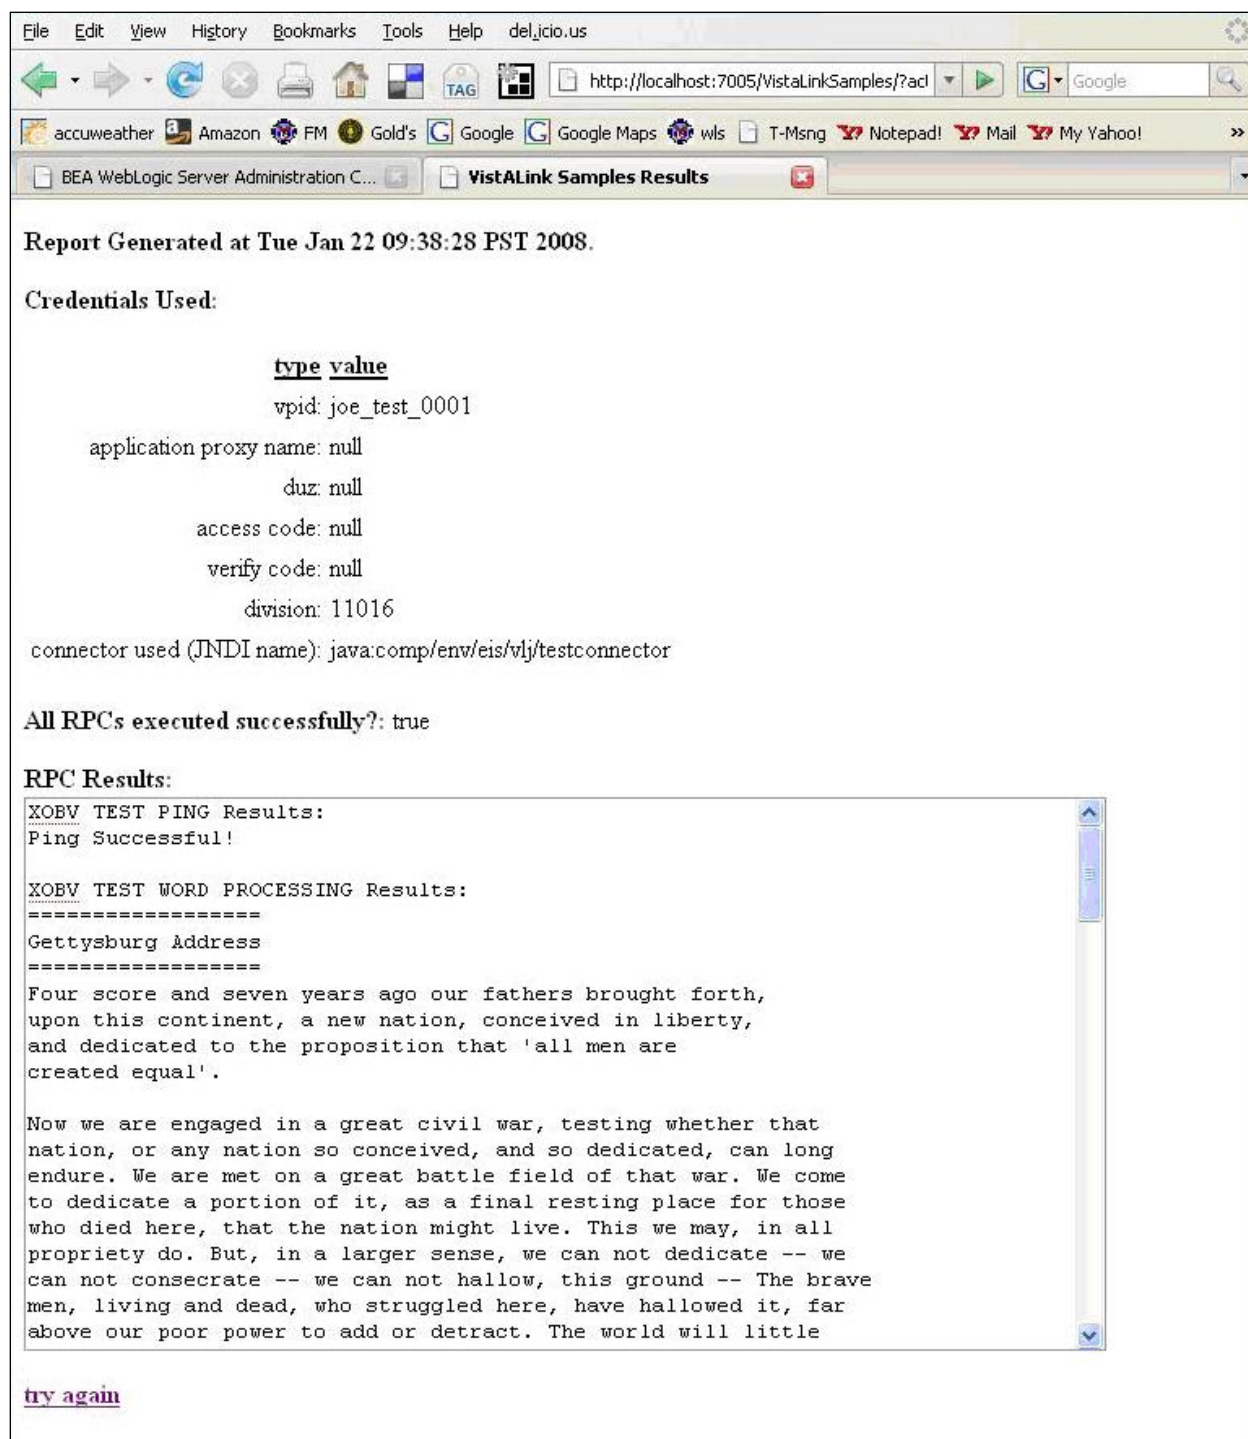 File Edit View History Bookmarks Tools Help del.icio.us
TAG http://localhost:7005/VistaLinkSamples/?acl G Google
accuweather Amazon FM Gold's Google Google Maps wls T-Msng Notepad! Mail My Yahoo! »
BEA WebLogic Server Administration C... VistALink Samples Results
Report Generated at Tue Jan 22 09:38:28 PST 2008.
Credentials Used:
type value
vpid: joe_test_0001
application proxy name: null
duz: null
access code: null
verify code: null
division: 11016
connector used (JNDI name): java:comp/env/eis/vlj/testconnector
All RPCs executed successfully?: true
RPC Results:
XOBV TEST PING Results:
Ping Successful!
XOBV TEST WORD PROCESSING Results:
==================
Gettysburg Address
==================
Four score and seven years ago our fathers brought forth,
upon this continent, a new nation, conceived in liberty,
and dedicated to the proposition that 'all men are
created equal'.
Now we are engaged in a great civil war, testing whether that
nation, or any nation so conceived, and so dedicated, can long
endure. We are met on a great battle field of that war. We come
to dedicate a portion of it, as a final resting place for those
who died here, that the nation might live. This we may, in all
propriety do. But, in a larger sense, we can not dedicate -- we
can not consecrate -- we can not hallow, this ground -- The brave
men, living and dead, who struggled here, have hallowed it, far
above our poor power to add or detract. The world will little
try again